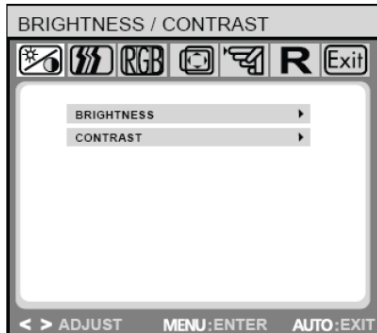 BRIGHTNESS / CONTRAST
RGB R Exit
BRIGHTNESS
CONTRAST
< > ADJUST MENU:ENTER AUTO:EXIT